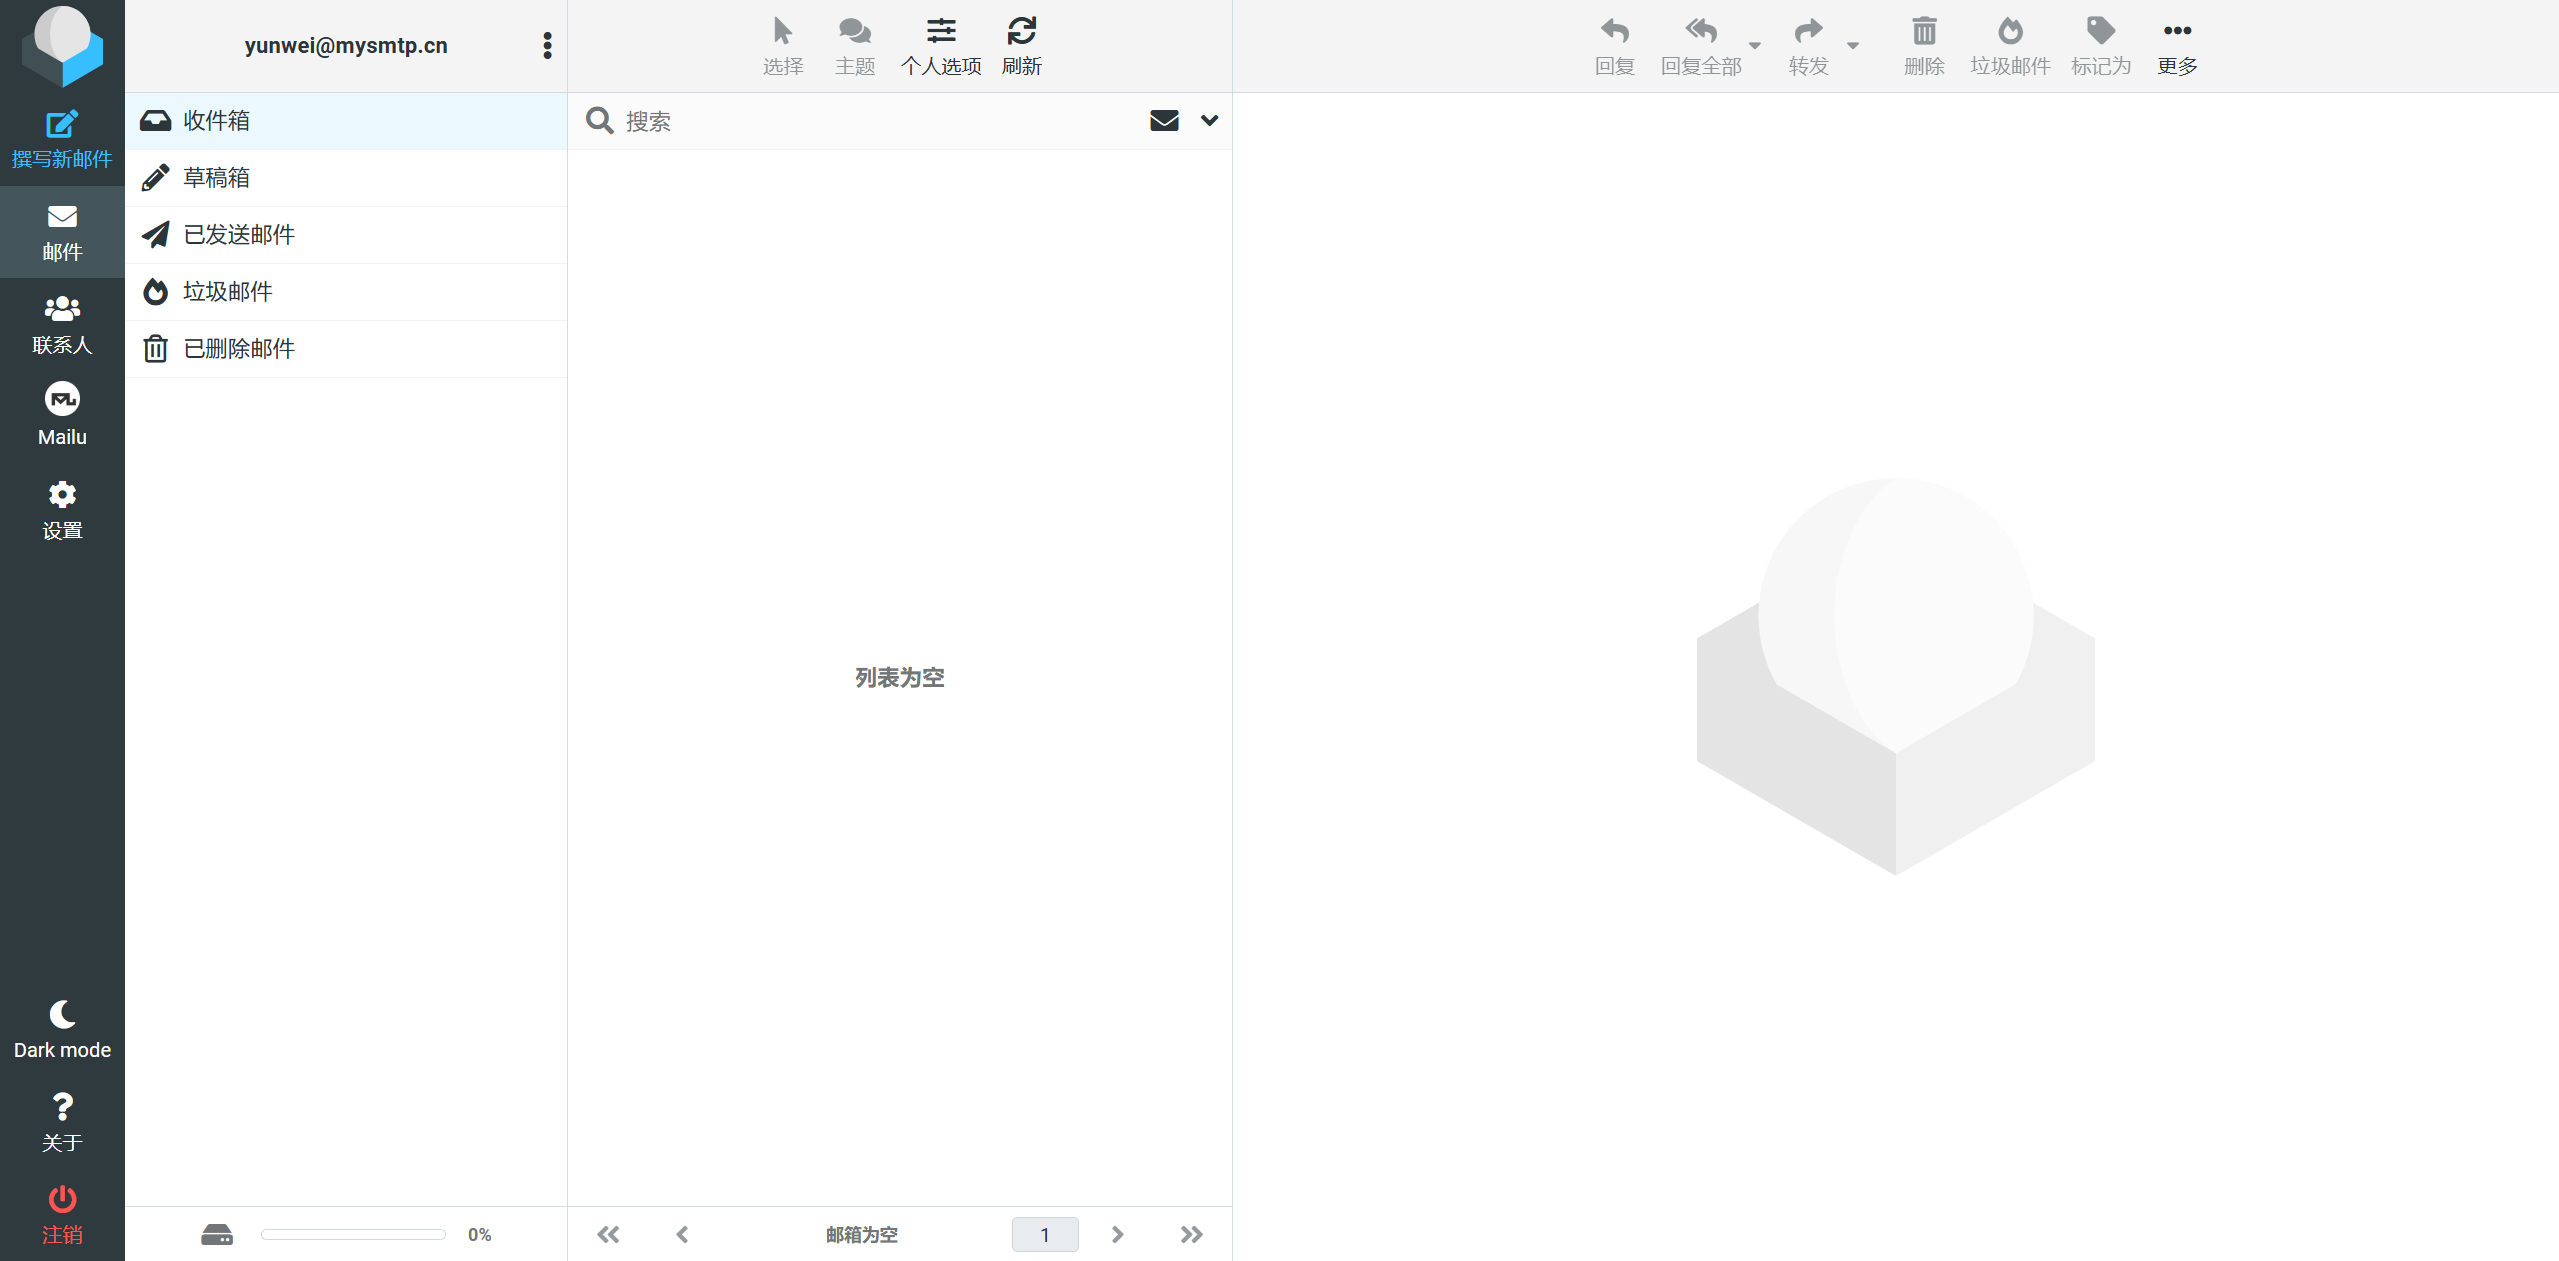 撰写新邮件
邮件
联系人
Mailu
设置
Dark mode
关于
注销
yunwei@mysmtp.cn
收件箱
草稿箱
已发送邮件
垃圾邮件
已删除邮件
0%
选择 主题 个人选项 刷新
搜索
列表为空
邮箱为空 1
回复 回复全部 转发 删除 垃圾邮件 标记为 更多